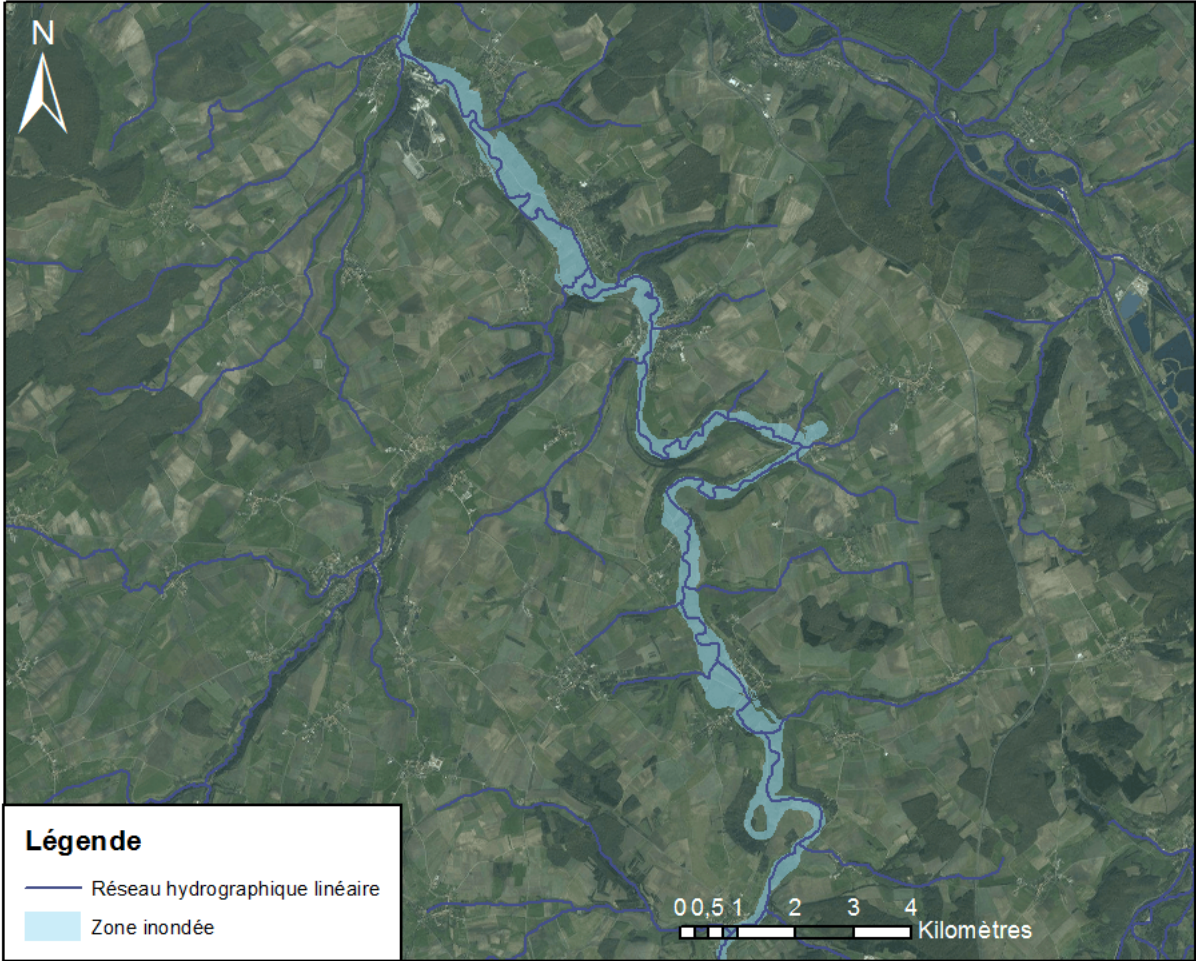 N
Légende
Réseau hydrographique linéaire
Zone inondée
0 0,5 1 2 3 4
Kilomètres